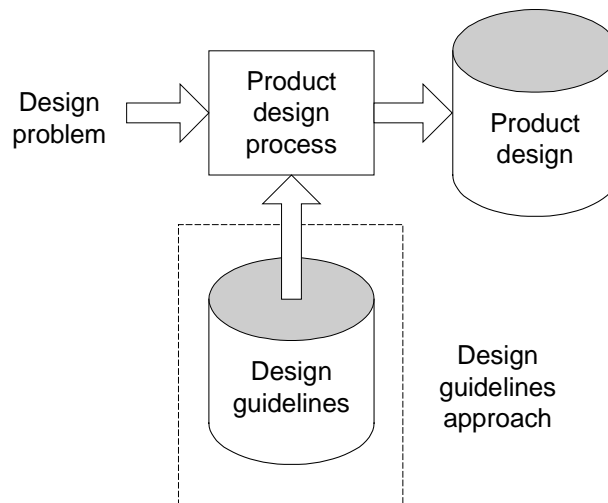 Design
problem
Product
design
process
Product
design
Design
guidelines
Design
guidelines
approach